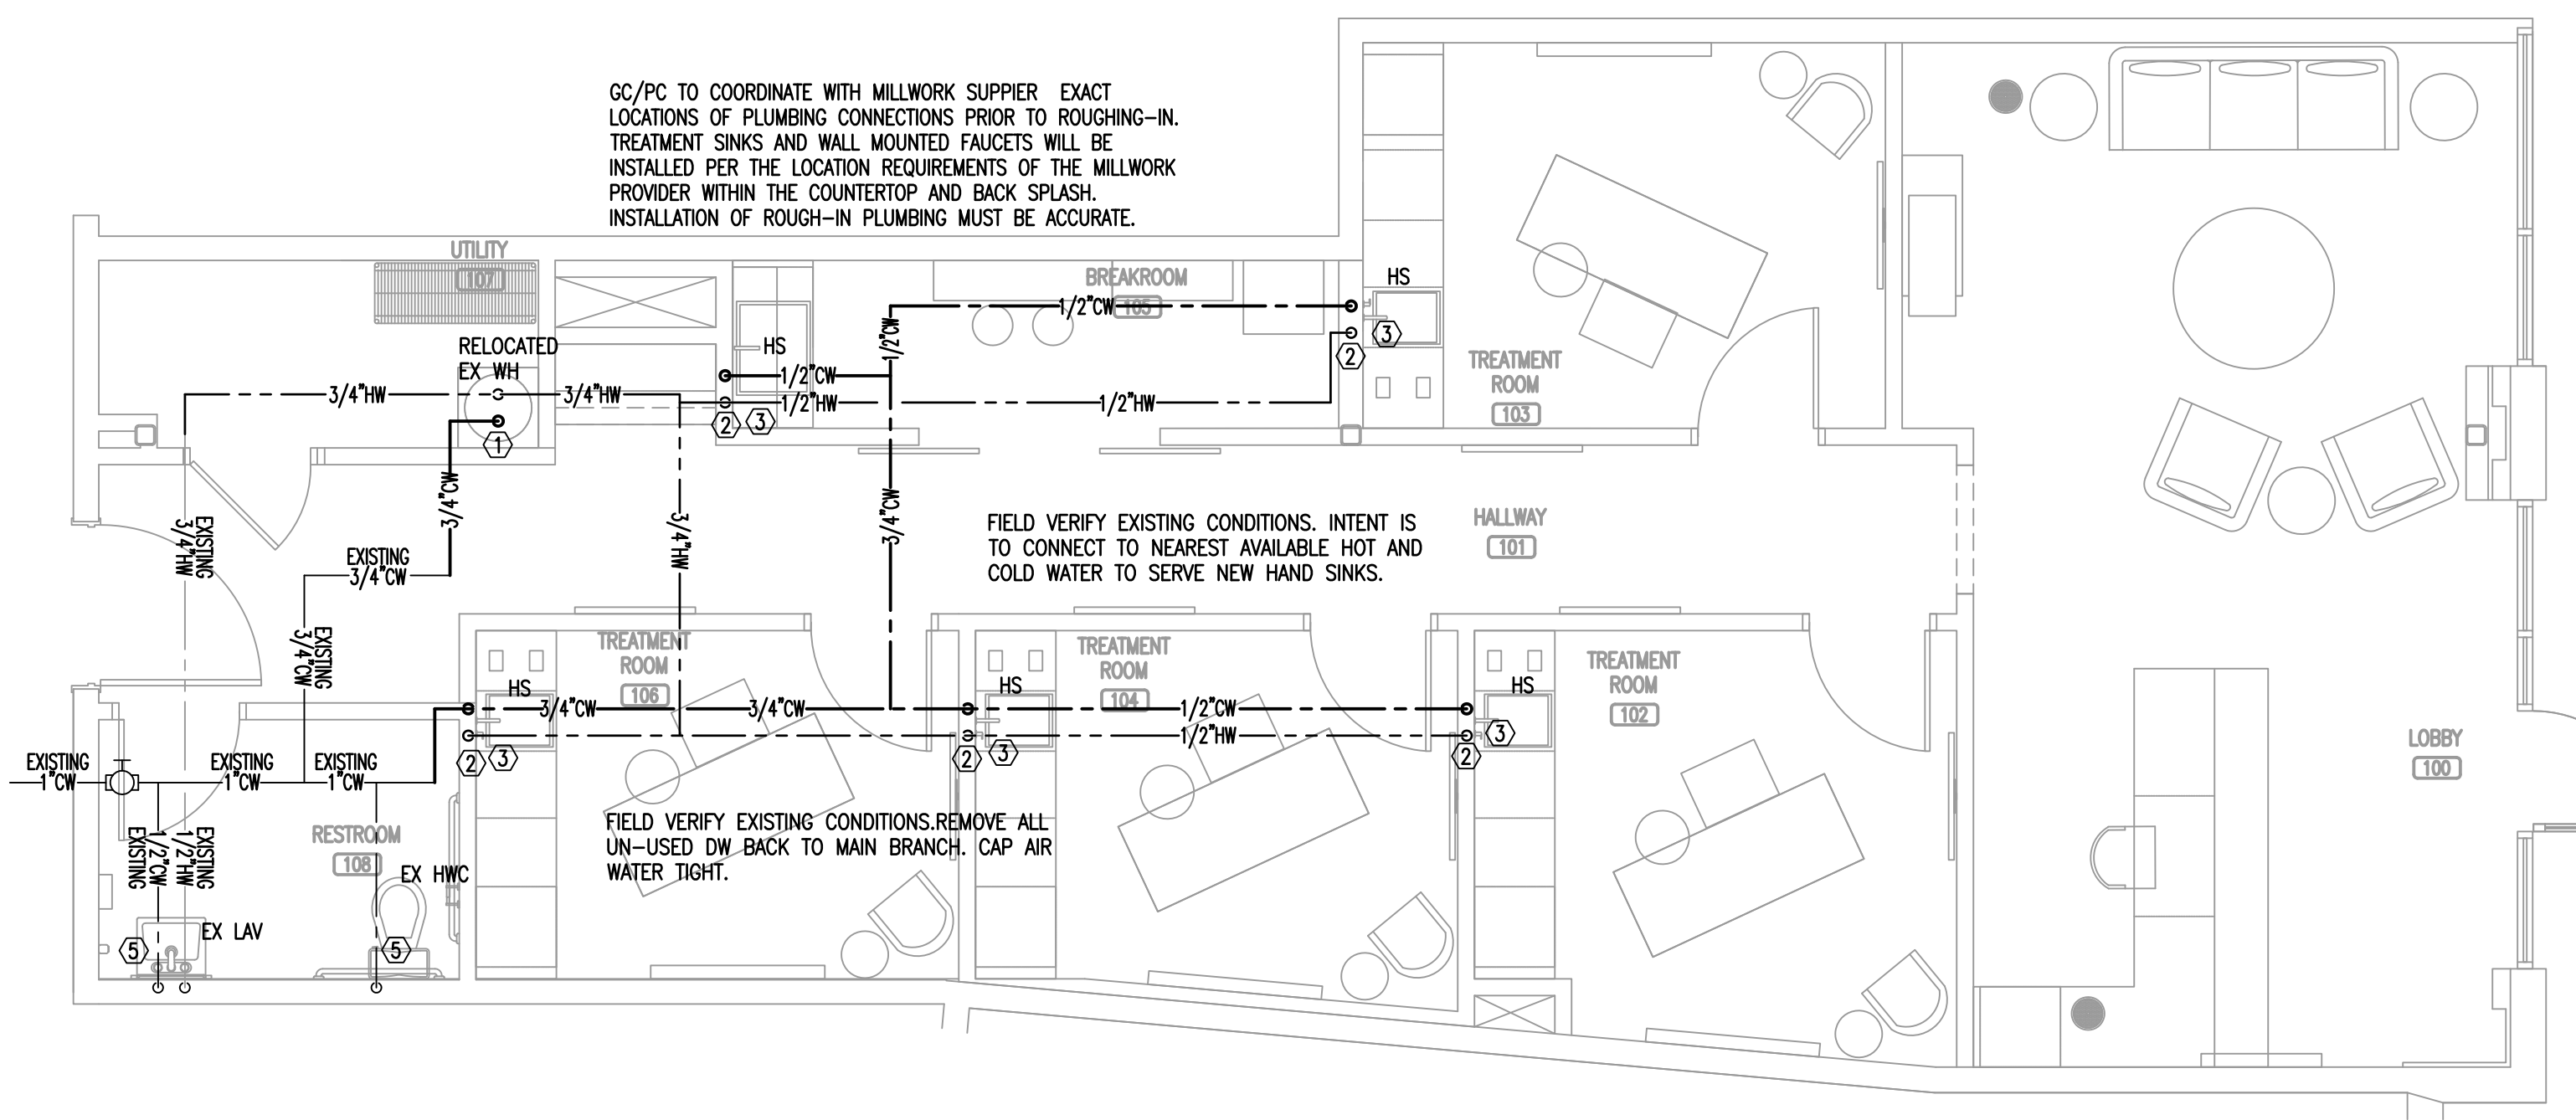 GC/PC TO COORDINATE WITH MILLWORK SUPPIER EXACT
LOCATIONS OF PLUMBING CONNECTIONS PRIOR TO ROUGHING-IN.
TREATMENT SINKS AND WALL MOUNTED FAUCETS WILL BE
INSTALLED PER THE LOCATION REQUIREMENTS OF THE MILLWORK
PROVIDER WITHIN THE COUNTERTOP AND BACK SPLASH.
INSTALLATION OF ROUGH-IN PLUMBING MUST BE ACCURATE.
UTILITY
107
BREAKROOM
105
HS
1/2"CW
3
2
1/2"CW
RELOCATED
EX WH
HS
1/2"CW
3/4"HW
3/4"HW
1/2"HW
1/2"HW
2
3
1
TREATMENT
ROOM
103
3/4"CW
3/4"CW
EXISTING
3/4"HW
3/4"HW
EXISTING
3/4"CW
FIELD VERIFY EXISTING CONDITIONS. INTENT IS
TO CONNECT TO NEAREST AVAILABLE HOT AND
COLD WATER TO SERVE NEW HAND SINKS.
HALLWAY
101
EXISTING
3/4"CW
TREATMENT
ROOM
106
TREATMENT
ROOM
104
TREATMENT
ROOM
102
HS
HS
HS
3/4"CW
3/4"CW
1/2"CW
1/2"HW
2
3
2
3
2
3
LOBBY
100
EXISTING
1"CW
EXISTING
1"CW
EXISTING
1"CW
EXISTING
1/2"CW
1/2"HW
EXISTING
RESTROOM
108
EX HWC
EX LAV
5
5
FIELD VERIFY EXISTING CONDITIONS.REMOVE ALL
UN-USED DW BACK TO MAIN BRANCH. CAP AIR
WATER TIGHT.